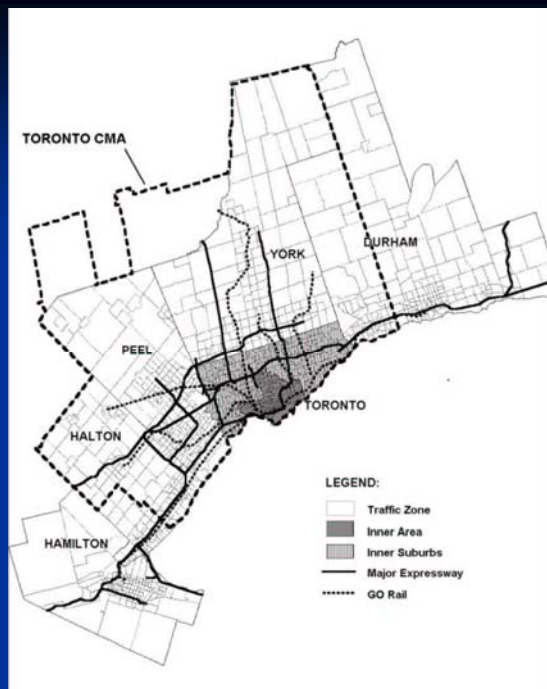 TORONTO CMA
YORK
DURHAM
PEEL
TORONTO
HALTON
HAMILTON
LEGEND:
Traffic Zone
Inner Area
Inner Suburbs
Major Expressway
GO Rail